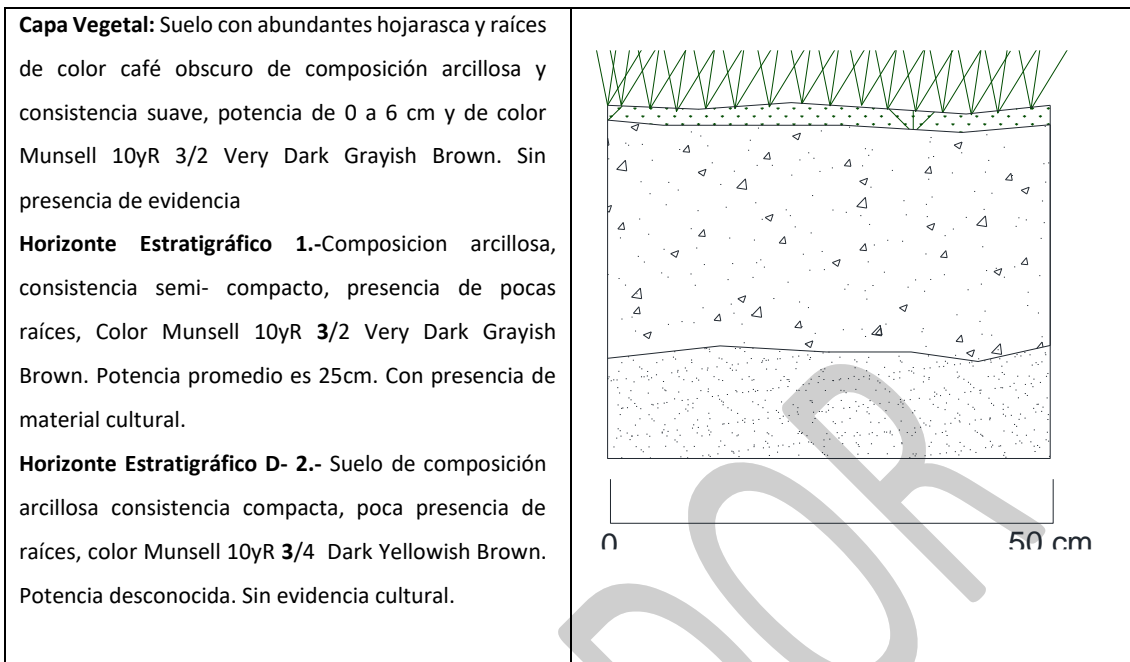 Capa Vegetal: Suelo con abundantes hojarasca y raíces
de color café obscuro de composición arcillosa y
consistencia suave, potencia de 0 a 6 cm y de color
Munsell 10yR 3/2 Very Dark Grayish Brown. Sin
presencia de evidencia
Horizonte Estratigráfico 1.-Composicion arcillosa,
consistencia semi- compacto, presencia de pocas
raíces, Color Munsell 10yR 3/2 Very Dark Grayish
Brown. Potencia promedio es 25cm. Con presencia de
material cultural.
Horizonte Estratigráfico D- 2.- Suelo de composición
arcillosa consistencia compacta, poca presencia de
raíces, color Munsell 10yR 3/4 Dark Yellowish Brown.
Potencia desconocida. Sin evidencia cultural.
0 50 cm
DOR